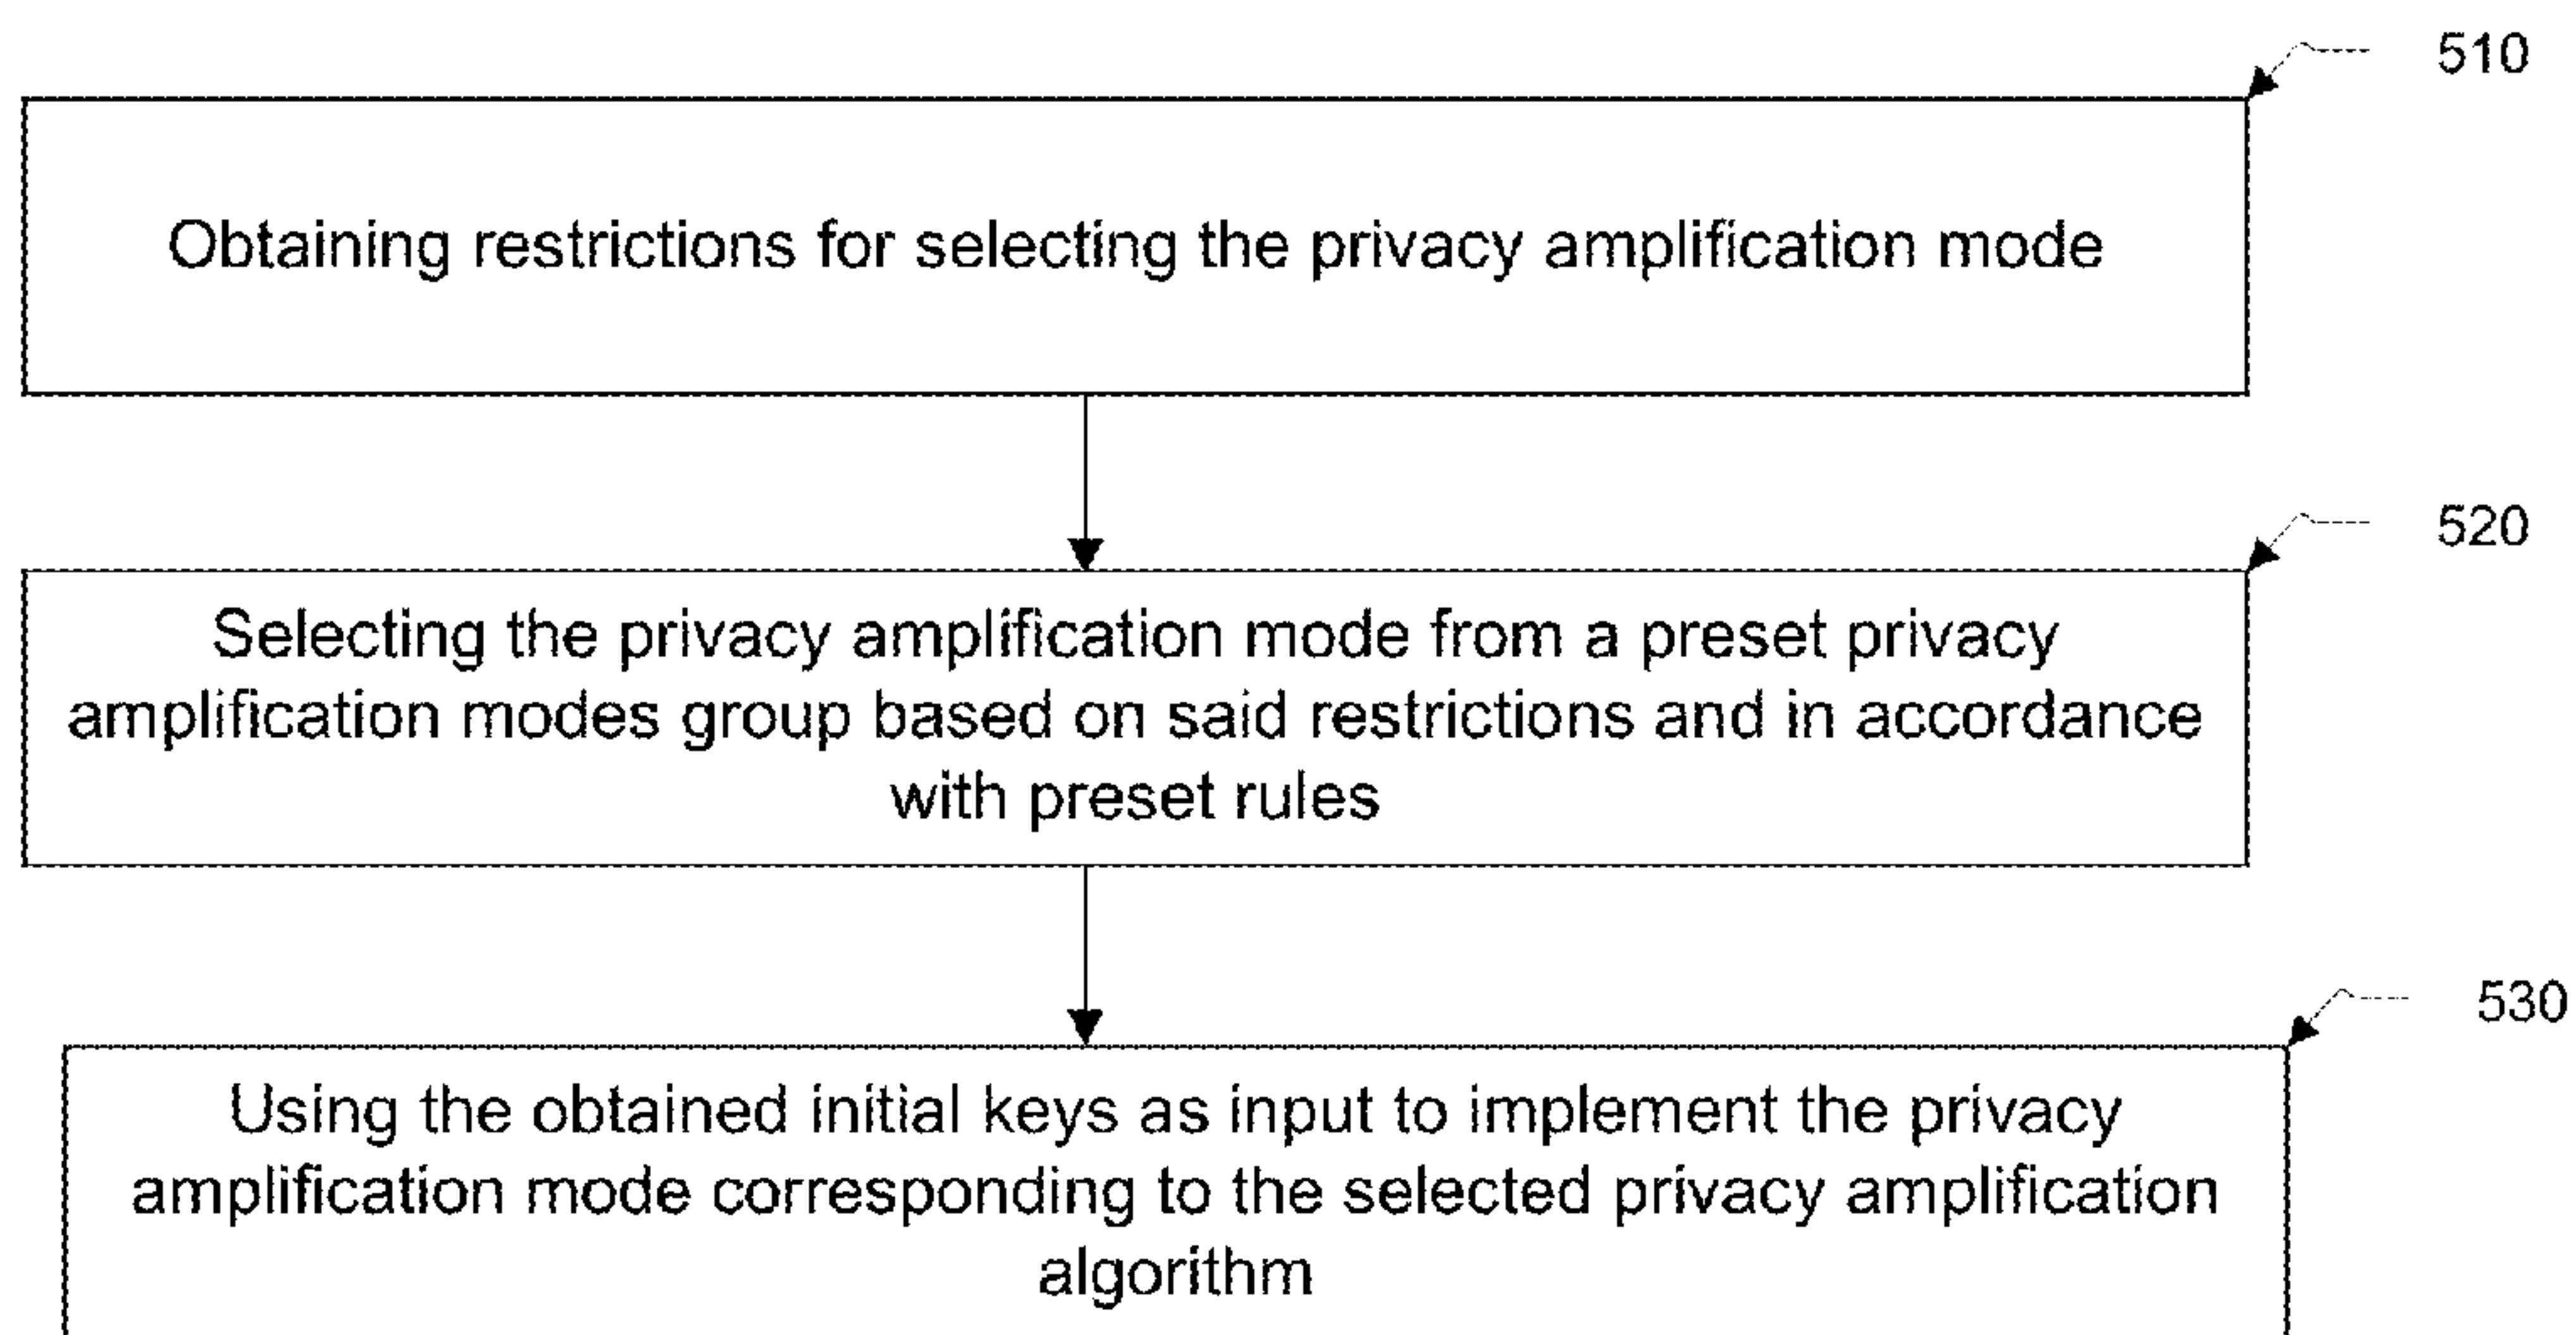 510
Obtaining restrictions for selecting the privacy amplification mode
520
Selecting the privacy amplification mode from a preset privacy
amplification modes group based on said restrictions and in accordance
with preset rules
530
Using the obtained initial keys as input to implement the privacy
amplification mode corresponding to the selected privacy amplification
algorithm